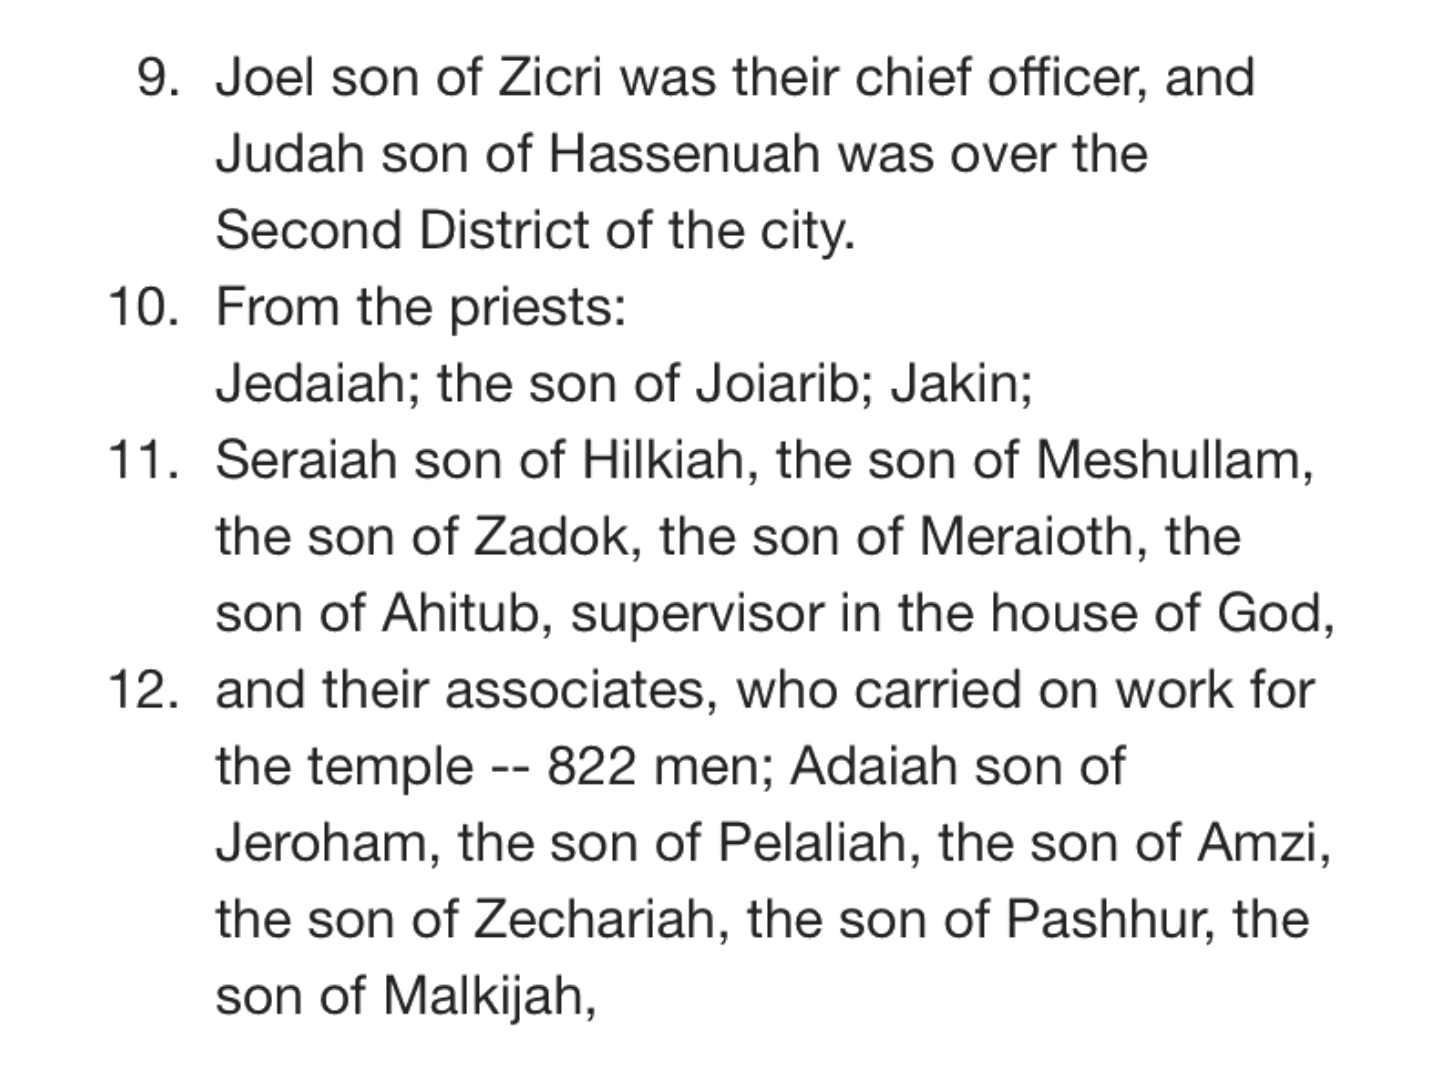 9. Joel son of Zicri was their chief officer, and
Judah son of Hassenuah was over the
Second District of the city.
10. From the priests:
Jedaiah; the son of Joiarib; Jakin;
11. Seraiah son of Hilkiah, the son of Meshullam,
the son of Zadok, the son of Meraioth, the
son of Ahitub, supervisor in the house of God,
12. and their associates, who carried on work for
the temple -- 822 men; Adaiah son of
Jeroham, the son of Pelaliah, the son of Amzi,
the son of Zechariah, the son of Pashhur, the
son of Malkijah,